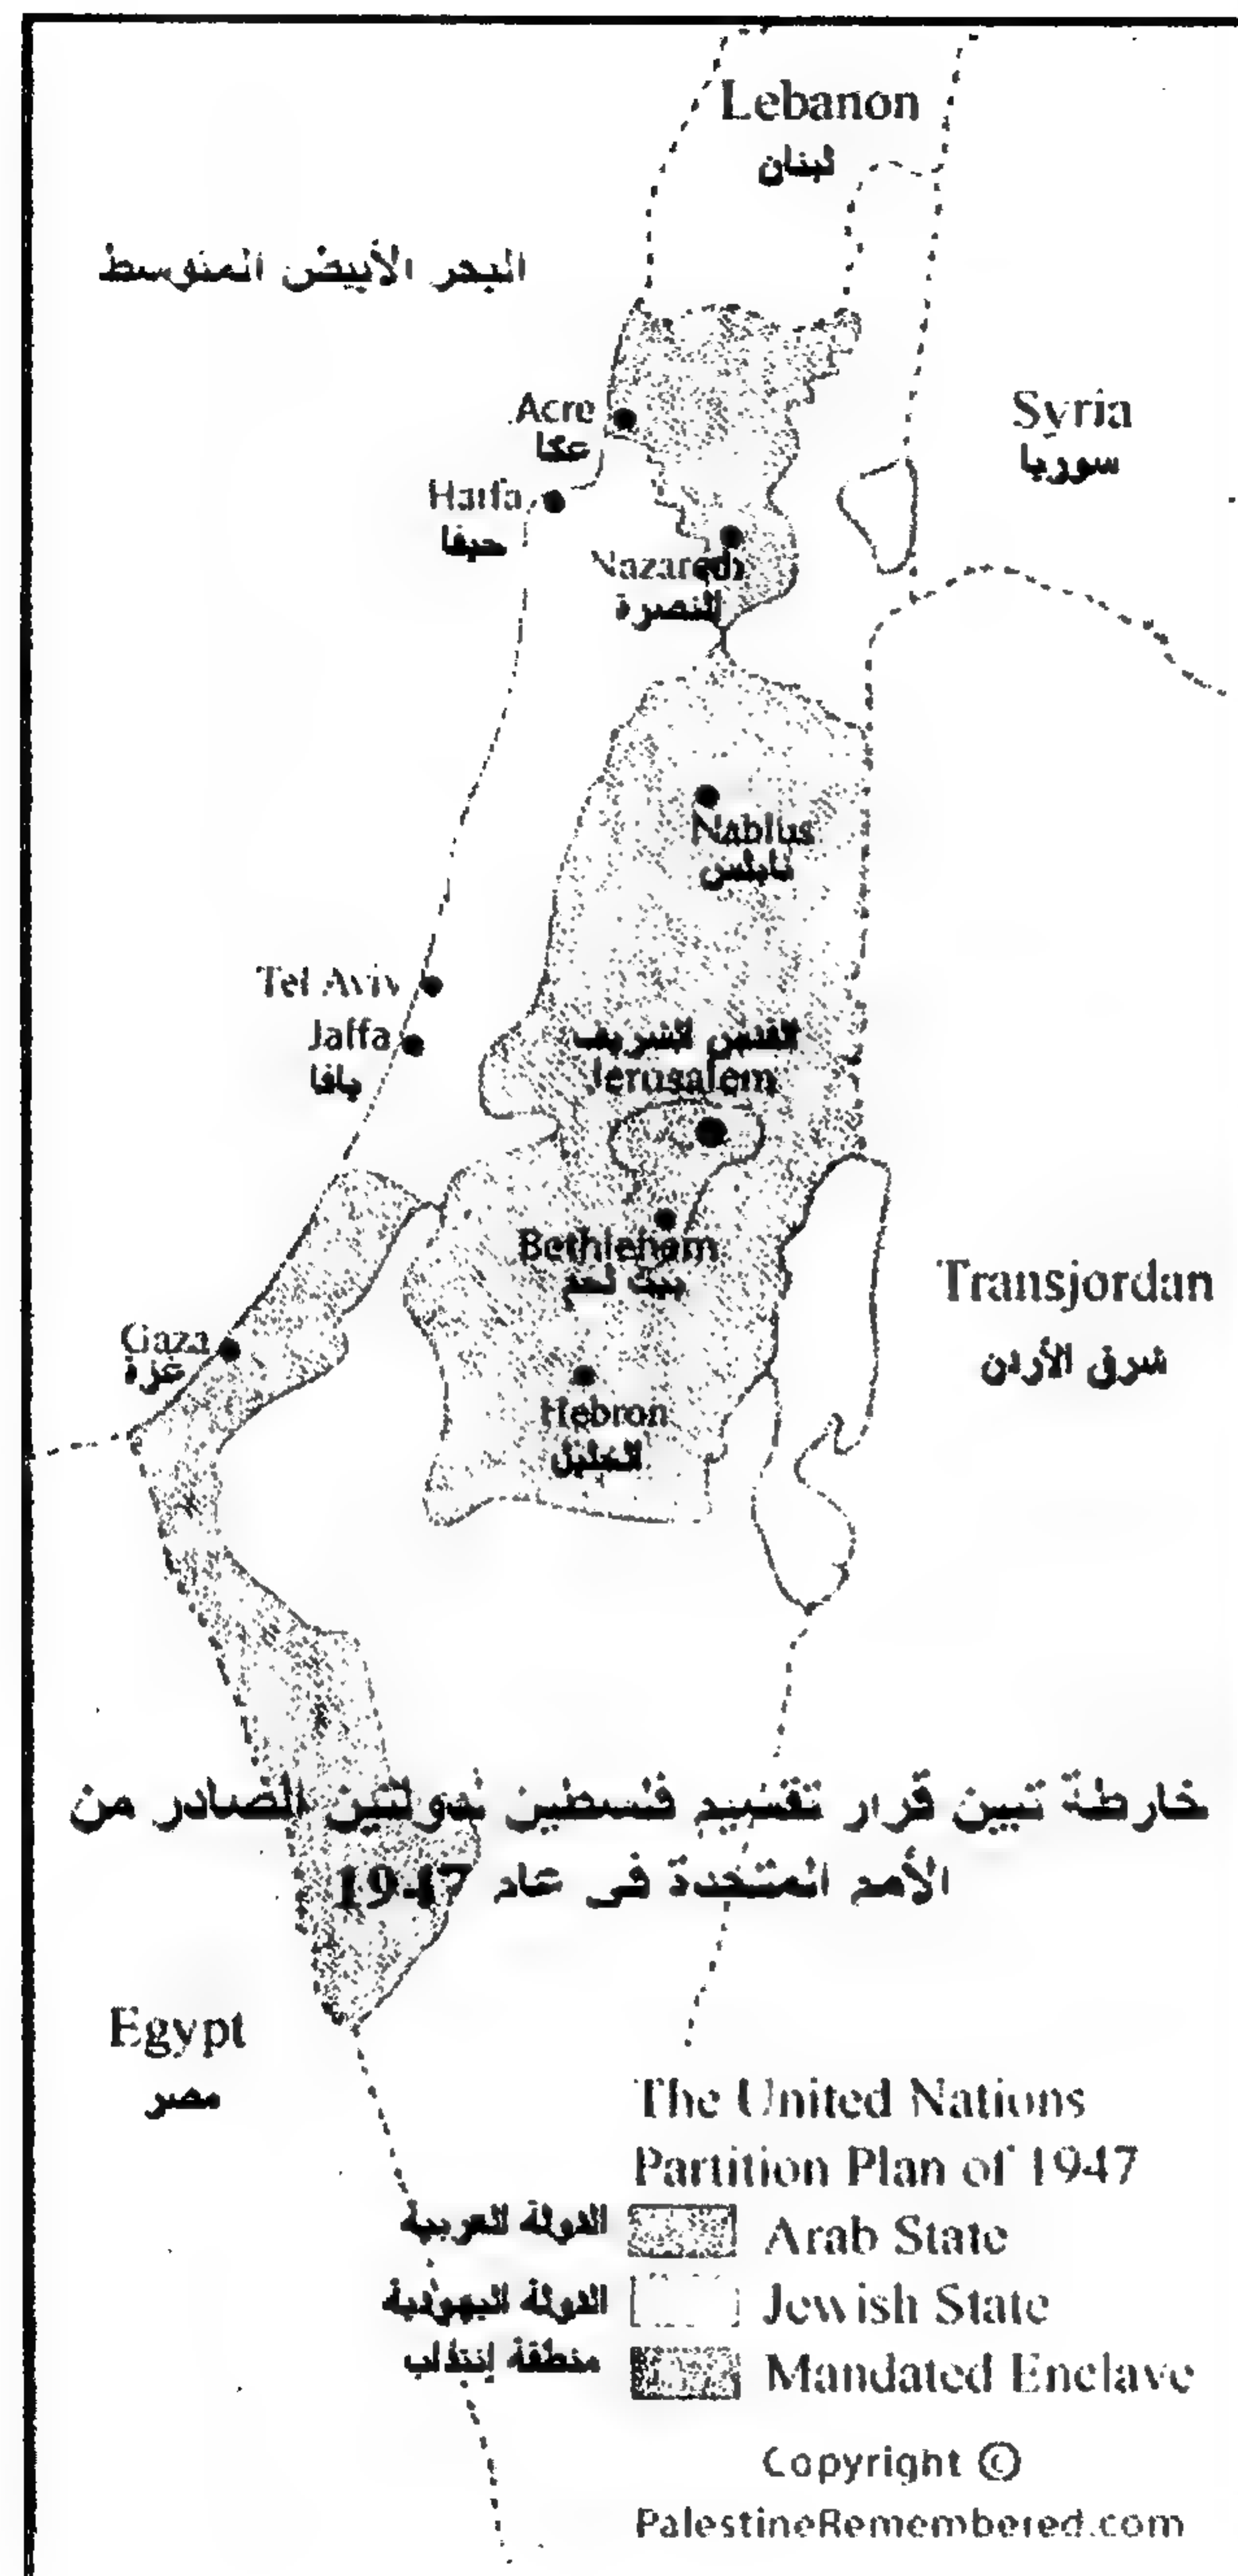 Lebanon
لبنان
البحر الأبيض المتوسط
Acre
عكا
Syria
سوريا
Haifa
حيفا
Nazareth
الناصرة
Nablus
نابلس
Tel Aviv
Jaffa
يافا
القدس الشريف
Jerusalem
Bethleham
بيت لحم
Transjordan
شرق الأردن
Gaza
غزة
Hebron
الخليل
خارطة تبين قرار تقسيم فلسطين لدولتين الصادر من
الأمم المتحدة في عام 1947
Egypt
مصر
The United Nations
Partition Plan of 1947
الدولة العربية Arab State
الدولة اليهودية Jewish State
منطقة إنتداب Mandated Enclave
Copyright ©
PalestineRemembered.com